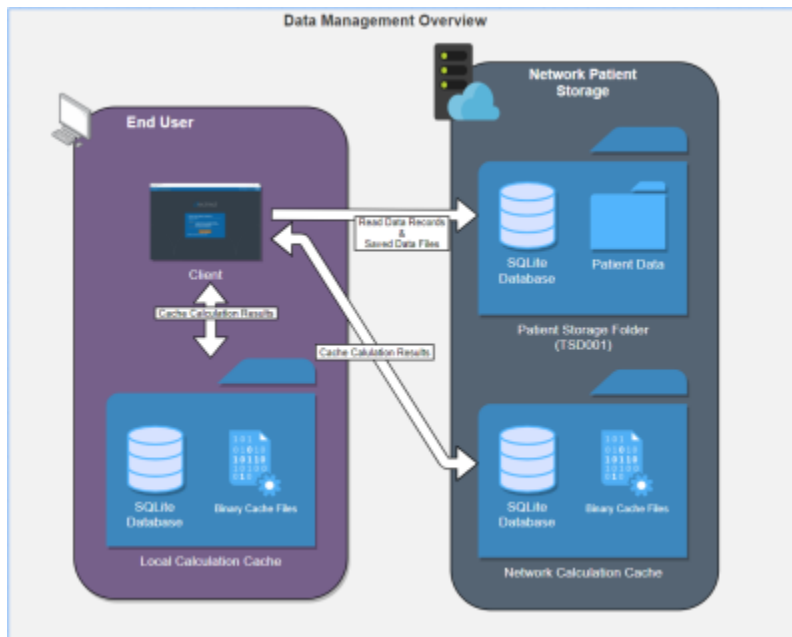 Data Management Overview
Network Patient
Storage
End User
Client
Read Data Records
&
Saved Data Files
SQLite
Database
Patient Data
Cache Calculation Results
Patient Storage Folder
(TSD001)
Cache Calulation Results
SQLite
Database
Binary Cache Files
Local Calculation Cache
SQLite
Database
Binary Cache Files
Network Calculation Cache